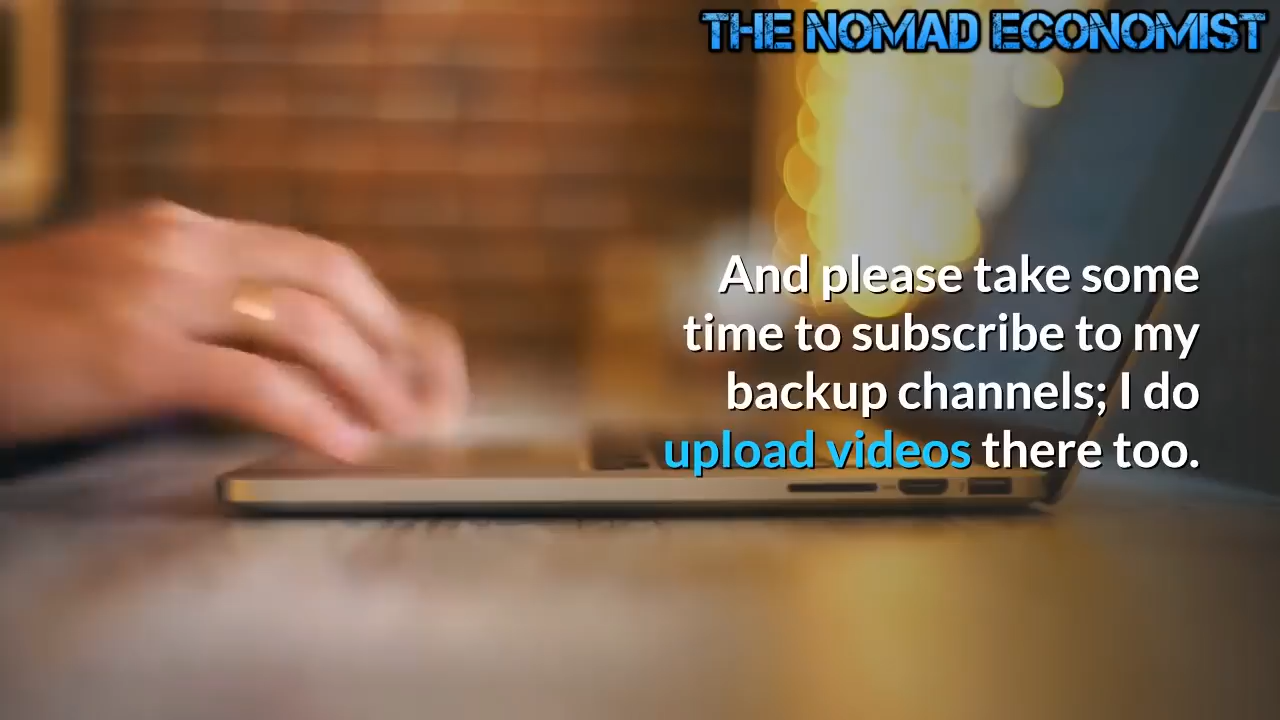 THE NOMAD ECONOMIST
And please take some
time to subscribe to my
backup channels; I do
upload videos there too.